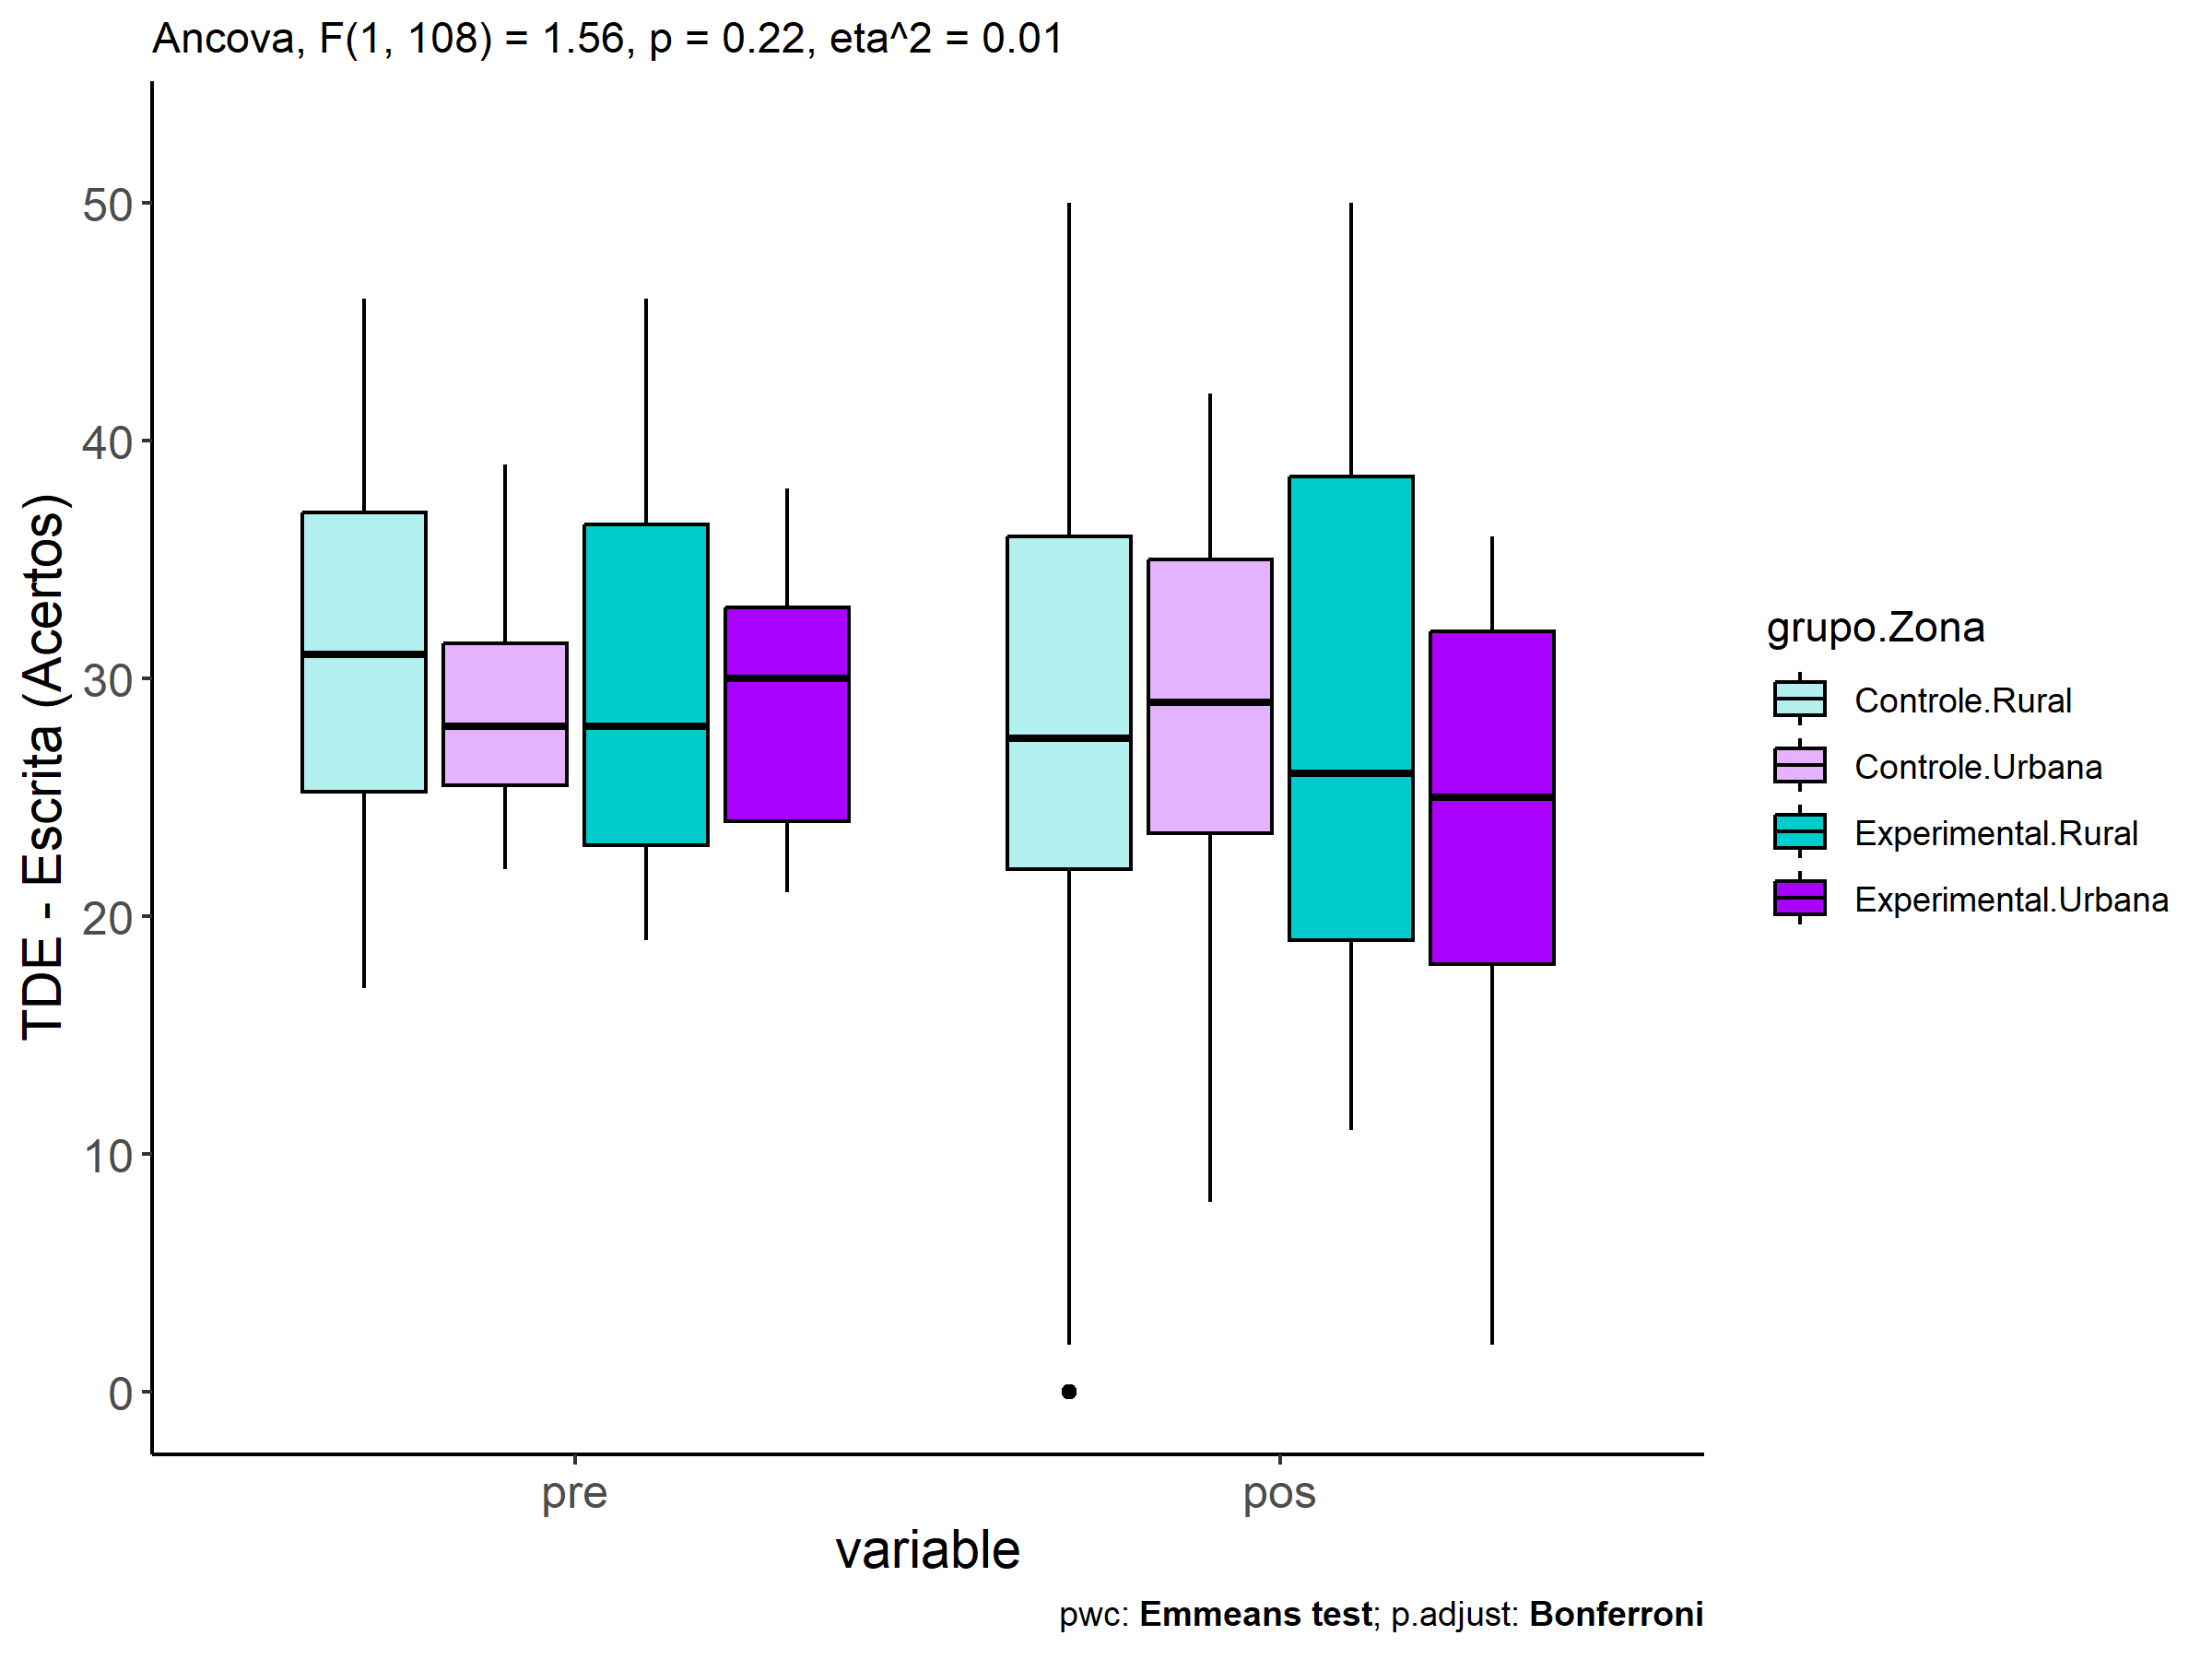 Ancova, F(1, 108) = 1.56, p = 0.22, eta^2 = 0.01
TDE - Escrita (Acertos)
50
40
30
20
10
0
pre
pos
variable
grupo.Zona
Controle.Rural
Controle.Urbana
Experimental.Rural
Experimental.Urbana
pwc: Emmeans test; p.adjust: Bonferroni